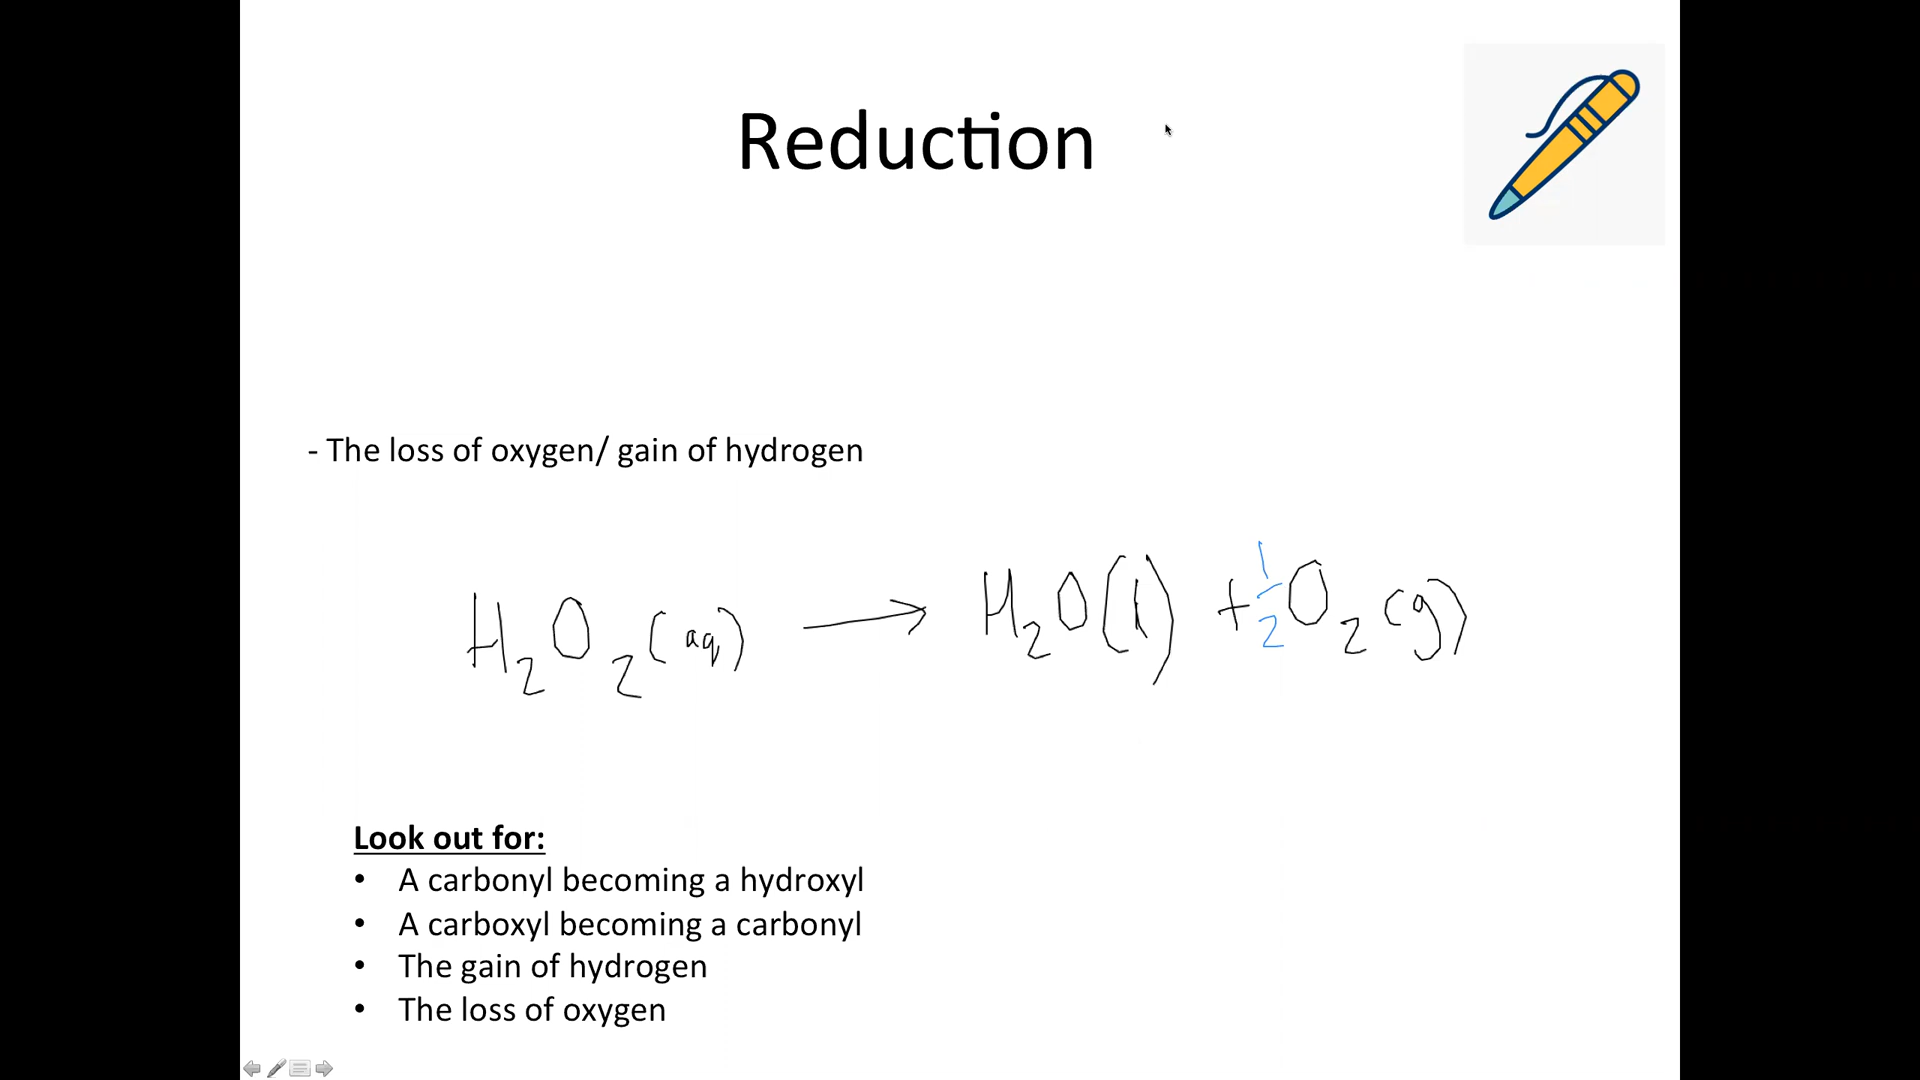 Reduction
- The loss of oxygen/ gain of hydrogen
H₂O₂(aq) → H₂O(l) + ½O₂(g)
Look out for:
• A carbonyl becoming a hydroxyl
• A carboxyl becoming a carbonyl
• The gain of hydrogen
• The loss of oxygen